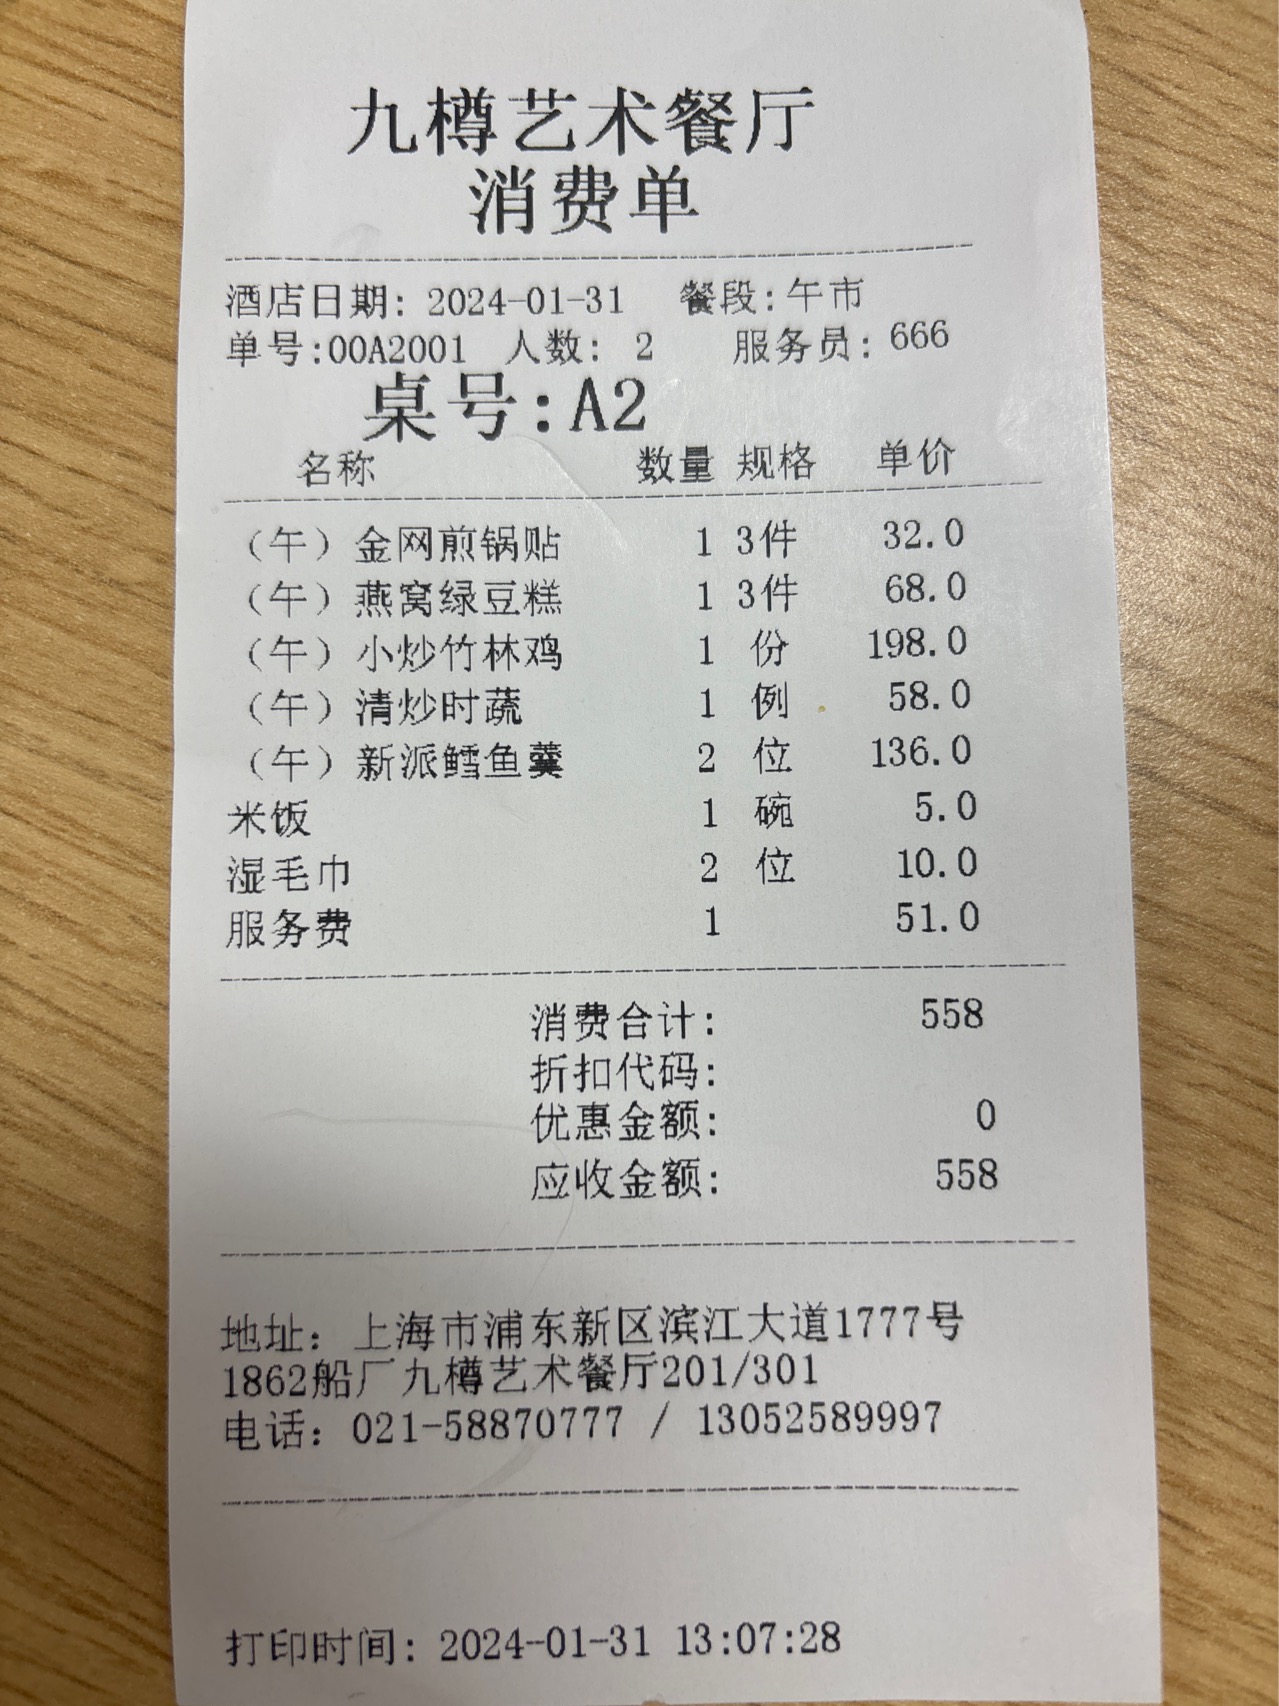 九樽艺术餐厅
消费单
酒店日期: 2024-01-31 餐段:午市
单号:00A2001 人数: 2 服务员: 666
桌号:A2
名称 数量 规格 单价
（午）金网煎锅贴 1 3件 32.0
（午）燕窝绿豆糕 1 3件 68.0
（午）小炒竹林鸡 1 份 198.0
（午）清炒时蔬 1 例 58.0
（午）新派鳕鱼羹 2 位 136.0
米饭 1 碗 5.0
湿毛巾 2 位 10.0
服务费 1 51.0
消费合计: 558
折扣代码:
优惠金额: 0
应收金额: 558
地址: 上海市浦东新区滨江大道1777号
1862船厂九樽艺术餐厅201/301
电话: 021-58870777 / 13052589997
打印时间: 2024-01-31 13:07:28